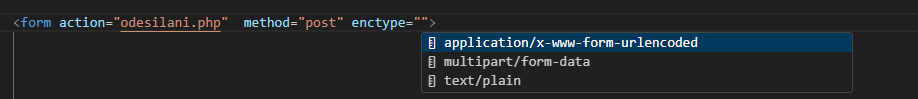 <form action="odesilani.php"  method="post" enctype="">
application/x-www-form-urlencoded
multipart/form-data
text/plain